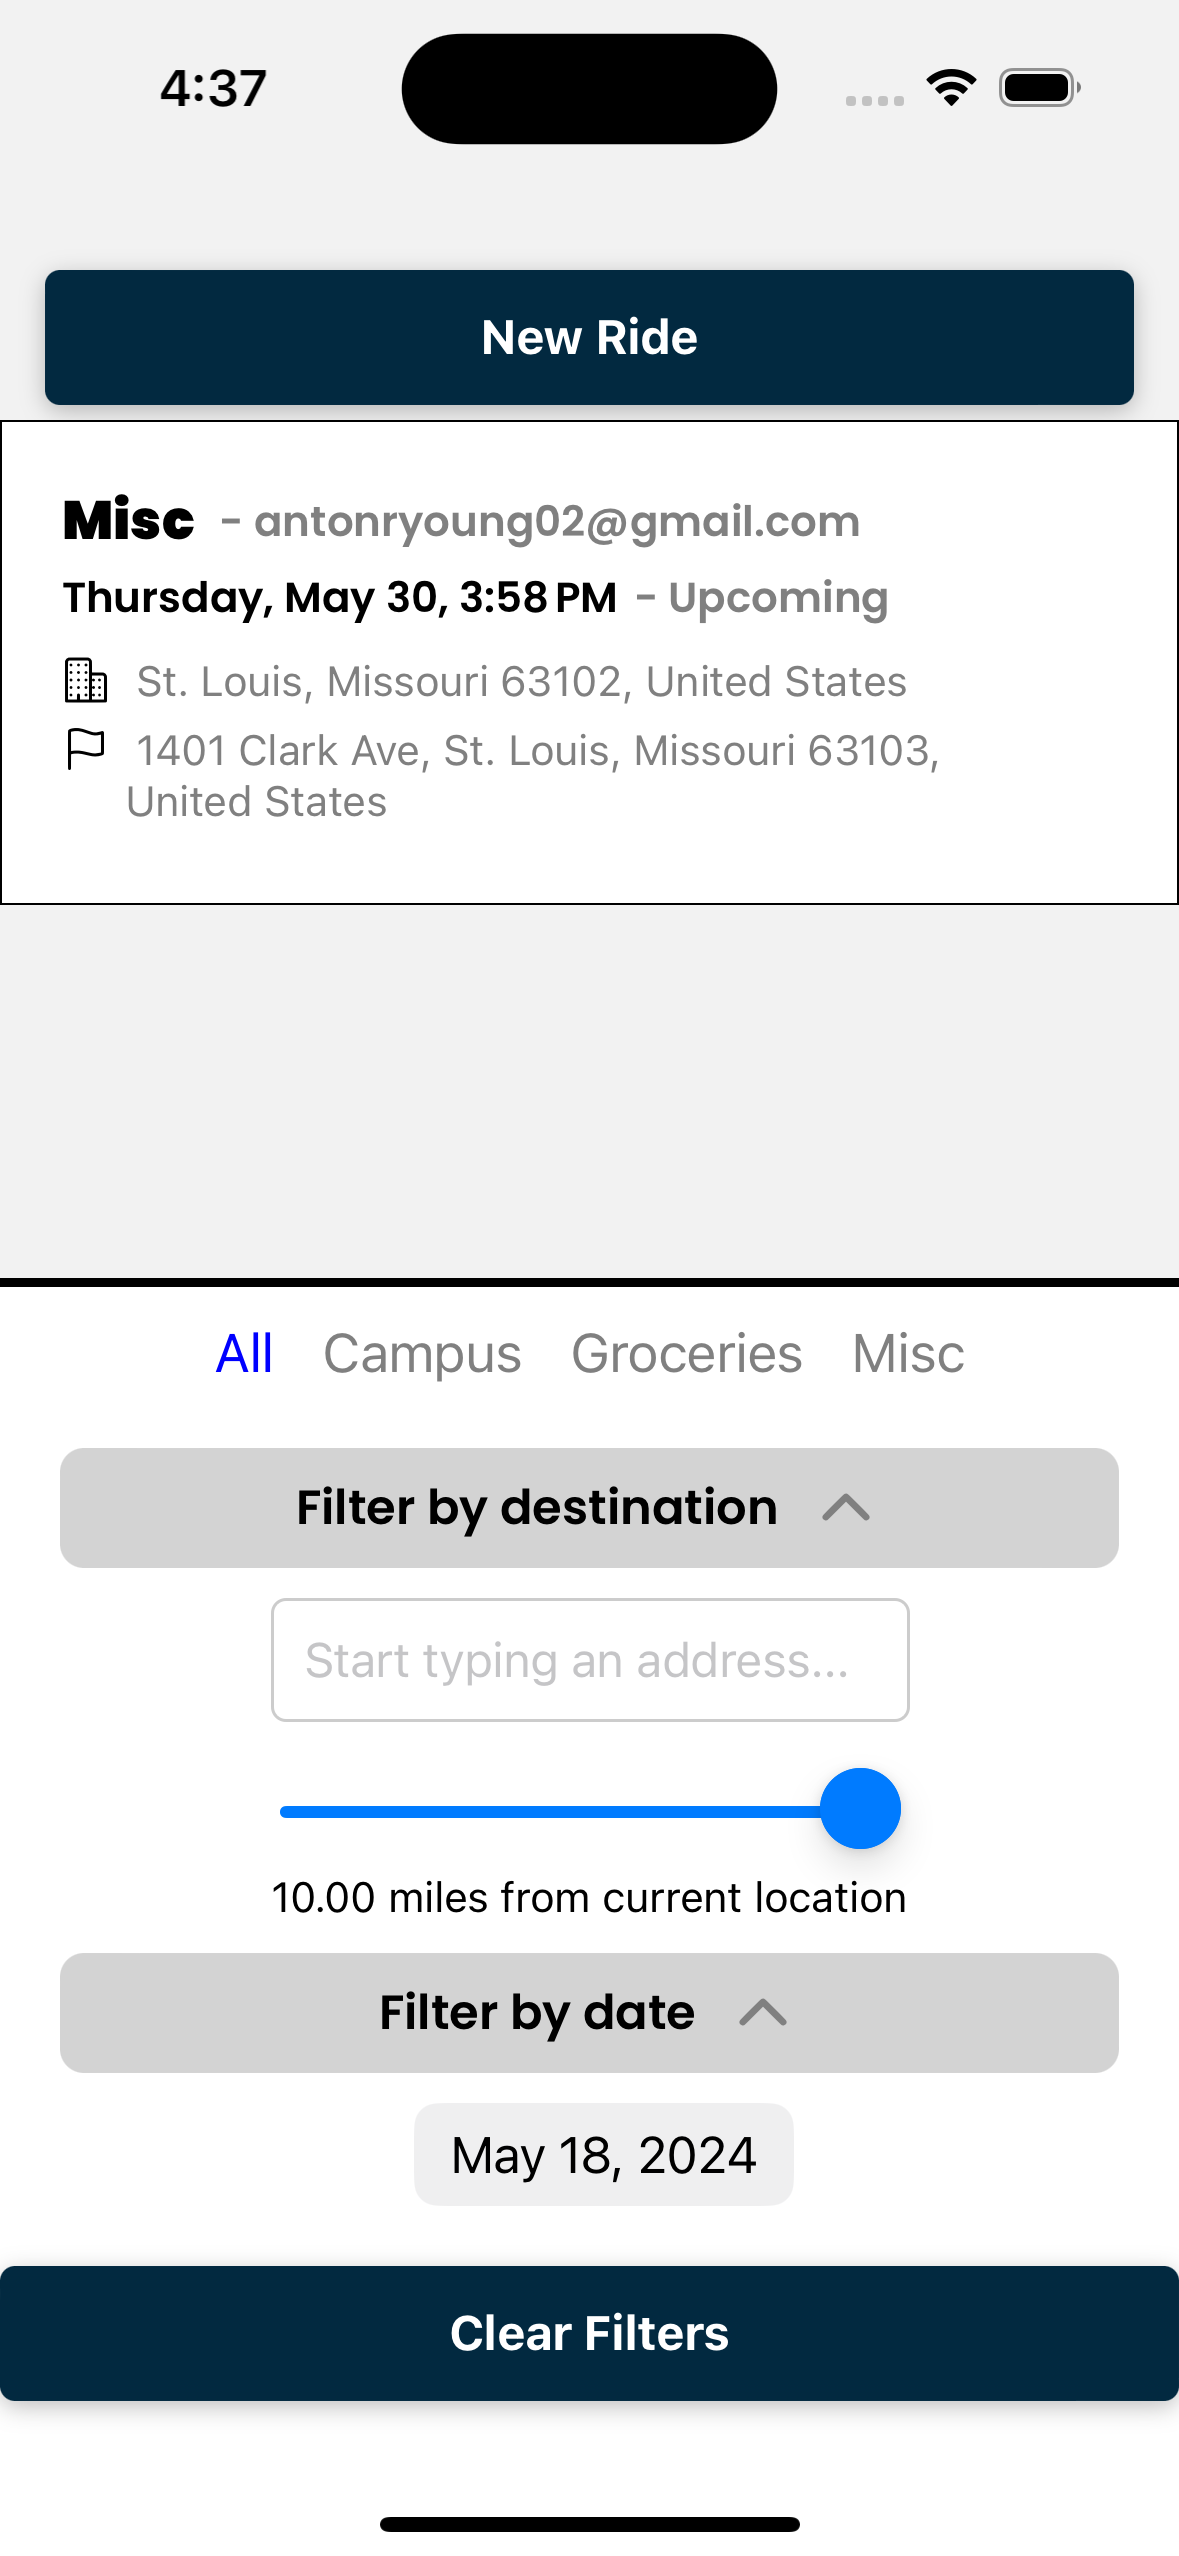 4:37
New Ride
Misc - antonryoung02@gmail.com
Thursday, May 30, 3:58 PM - Upcoming
St. Louis, Missouri 63102, United States
1401 Clark Ave, St. Louis, Missouri 63103,
United States
All Campus Groceries Misc
Filter by destination
Start typing an address...
10.00 miles from current location
Filter by date
May 18, 2024
Clear Filters